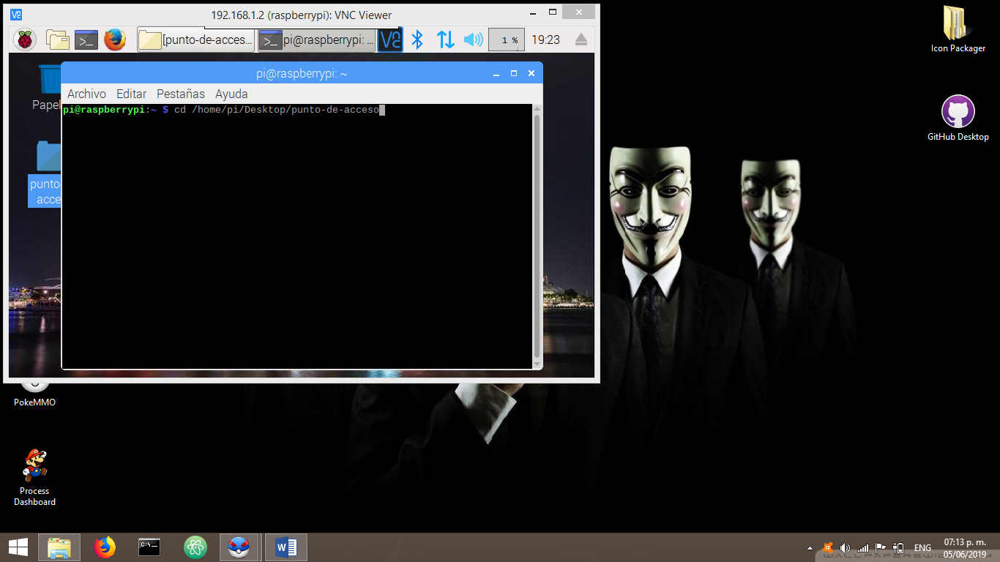 192.168.1.2 (raspberrypi): VNC Viewer
[punto-de-acces...
pi@raspberrypi: ...
1 %
19:23
Icon Packager
pi@raspberrypi: ~
Archivo Editar Pestañas Ayuda
pi@raspberrypi:~ $ cd /home/pi/Desktop/punto-de-acceso
Papel
punto-
acce
GitHub Desktop
PokeMMO
Process
Dashboard
ENG
07:13 p. m.
05/06/2019